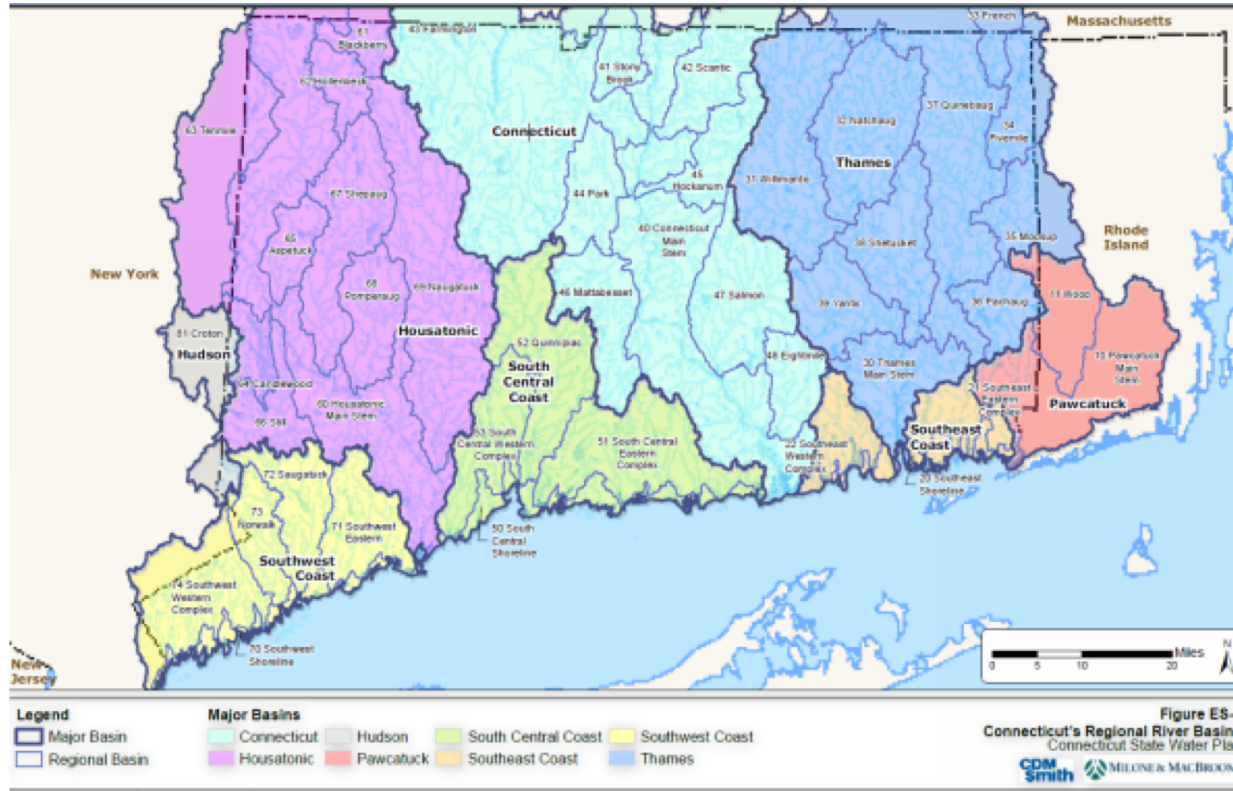 33 French
Massachusetts
61
Blackberry
43 Farmington
41 Stony
Brook
42 Scantic
62 Hollenbeck
37 Quinebaug
63 Tenmile
Connecticut
32 Natchaug
34
Fivemile
Thames
45
Hockanum
31 Willimantic
67 Shepaug
44 Park
40 Connecticut
Main
Stem
Rhode
Island
65
Aspetuck
38 Shetucket
35 Moosup
New York
68
Pomperaug
69 Naugatuck
46 Mattabesset
47 Salmon
39 Yantic
36 Pachaug
11 Wood
81 Croton
Hudson
Housatonic
52 Quinnipiac
48 Eightmile
30 Thames
Main Stem
10 Pawcatuck
Main
Stem
South
Central
Coast
64 Candlewood
60 Housatonic
Main Stem
66 Still
21 Southeast
Eastern
Complex
Pawcatuck
53 South
Central Western
Complex
51 South Central
Eastern
Complex
22 Southeast
Western
Complex
Southeast
Coast
72 Saugatuck
20 Southeast
Shoreline
73
Norwalk
71 Southwest
Eastern
50 South
Central
Shoreline
Southwest
Coast
74 Southwest
Western
Complex
70 Southwest
Shoreline
New
Jersey
Miles
0 5 10 20
N
Legend
Major Basin
Regional Basin
Major Basins
Connecticut
Hudson
South Central Coast
Southwest Coast
Housatonic
Pawcatuck
Southeast Coast
Thames
Figure ES-
Connecticut's Regional River Basin
Connecticut State Water Pla
CDM
Smith
MILONE & MACBROOM